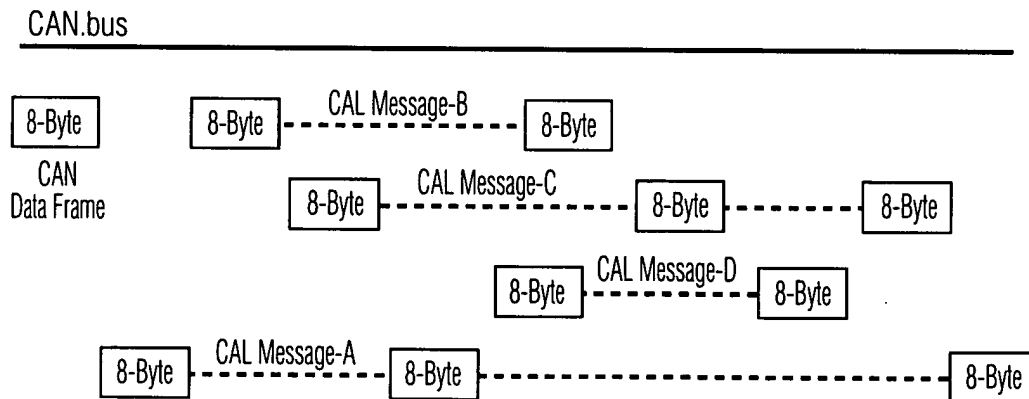 CAN.bus
8-Byte
CAN
Data Frame
8-Byte CAL Message-B 8-Byte
8-Byte CAL Message-C 8-Byte 8-Byte
8-Byte CAL Message-D 8-Byte
8-Byte CAL Message-A 8-Byte 8-Byte